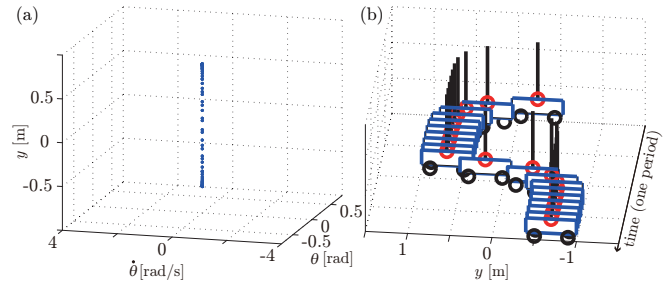 (a)
0.5
0
-0.5
y [m]
4
0
-4
θ̇ [rad/s]
0.5
0
-0.5
θ [rad]
(b)
1
0
-1
y [m]
time (one period)